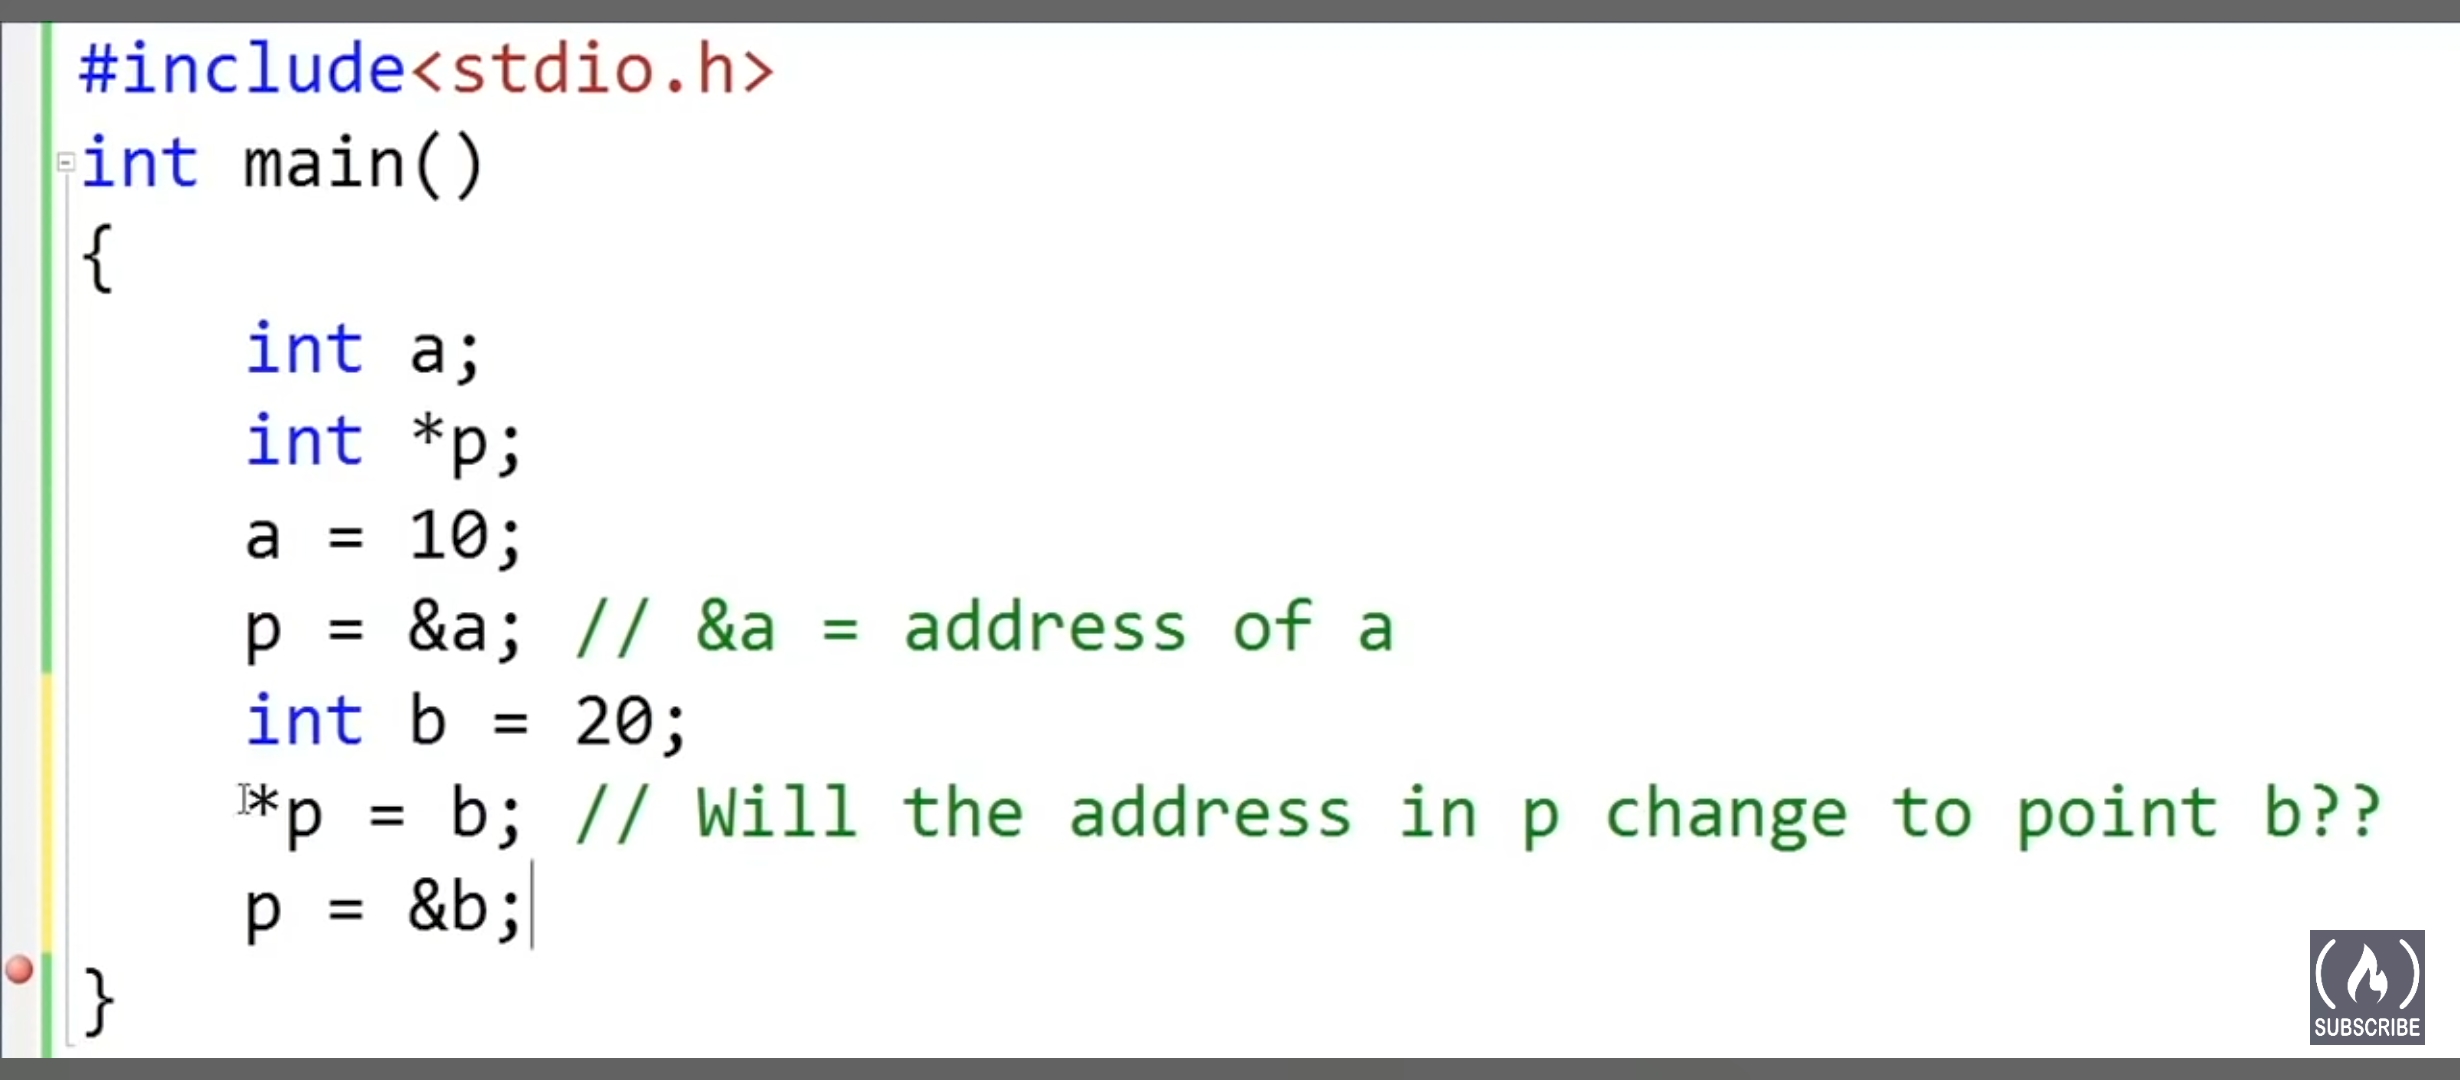 #include<stdio.h>
int main()
{
int a;
int *p;
a = 10;
p = &a; // &a = address of a
int b = 20;
*p = b; // Will the address in p change to point b??
p = &b;
}
SUBSCRIBE